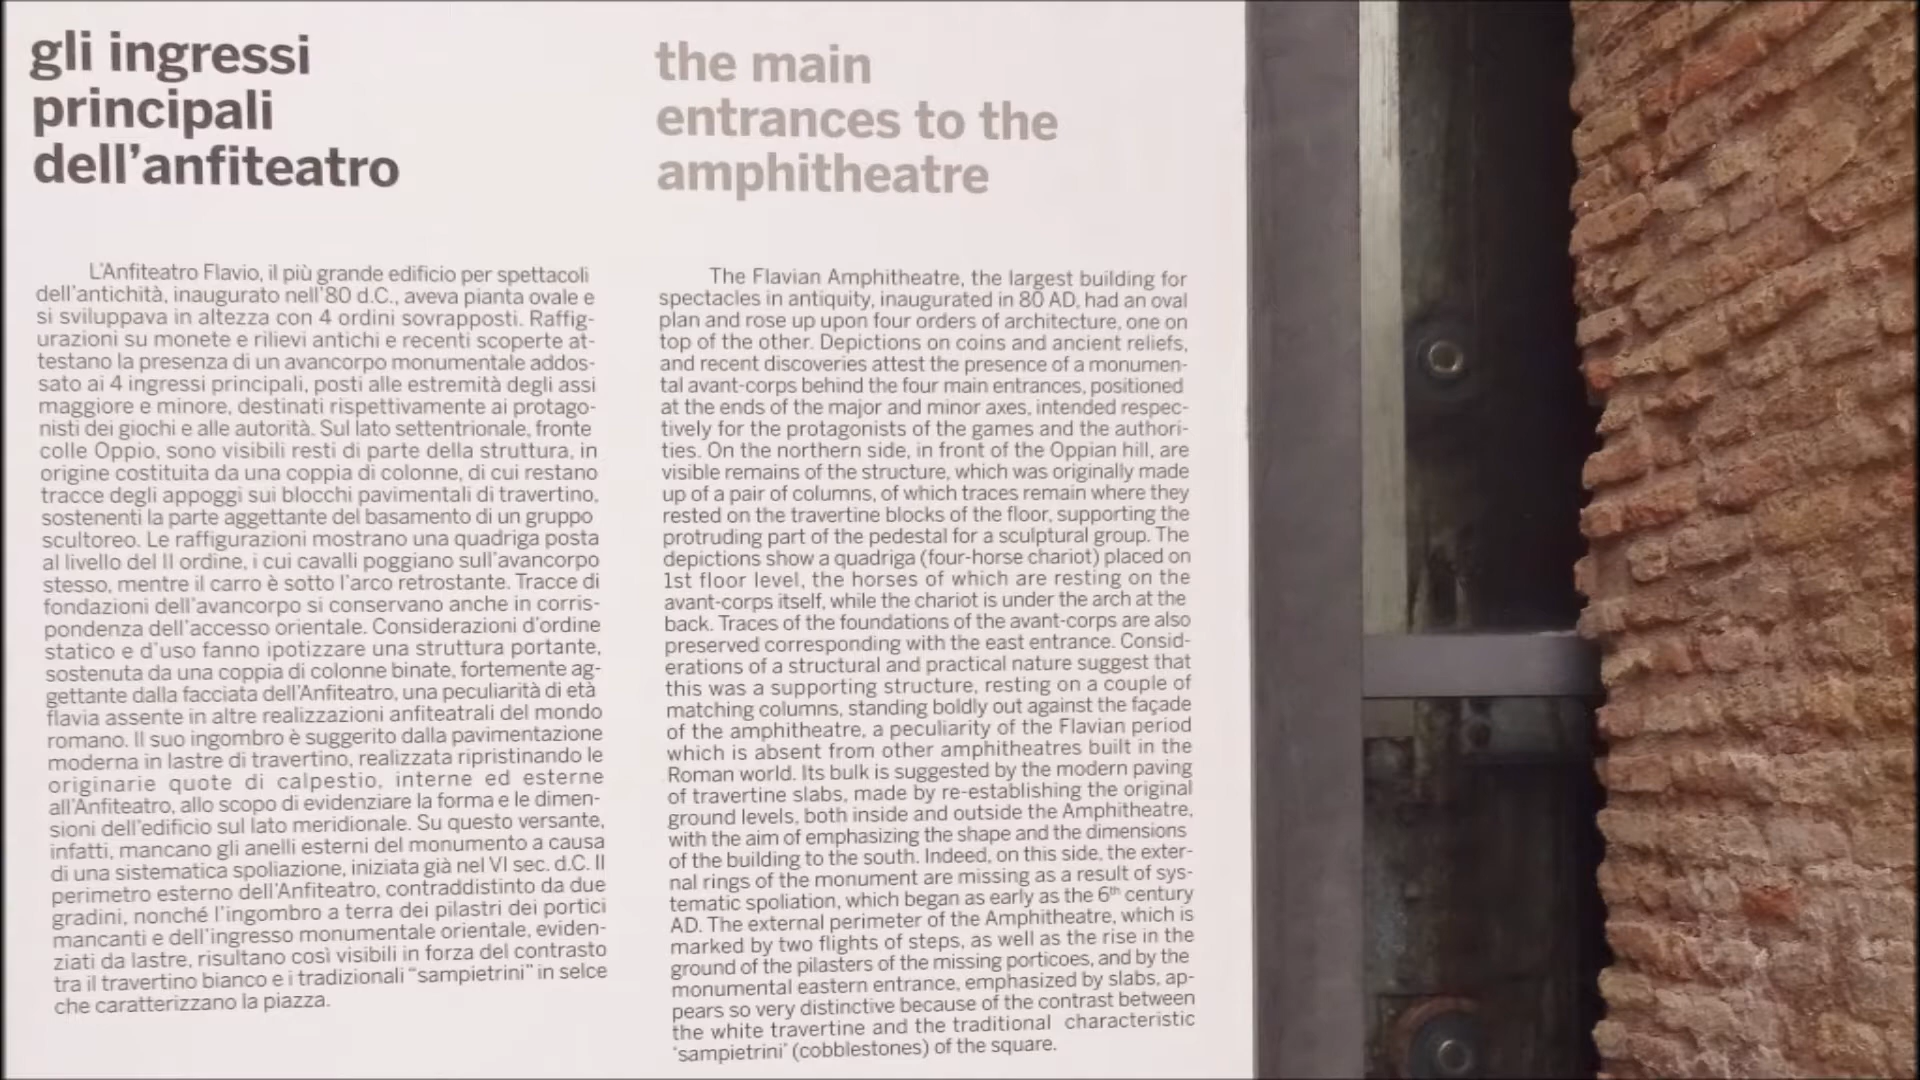 gli ingressi
principali
dell'anfiteatro
L'Anfiteatro Flavio, il più grande edificio per spettacoli
dell'antichità, inaugurato nell'80 d.C., aveva pianta ovale e
si sviluppava in altezza con 4 ordini sovrapposti. Raffig-
urazioni su monete e rilievi antichi e recenti scoperte at-
testano la presenza di un avancorpo monumentale addos-
sato ai 4 ingressi principali, posti alle estremità degli assi
maggiore e minore, destinati rispettivamente ai protago-
nisti dei giochi e alle autorità. Sul lato settentrionale, fronte
colle Oppio, sono visibili resti di parte della struttura, in
origine costituita da una coppia di colonne, di cui restano
tracce degli appoggi sui blocchi pavimentali di travertino,
sostenenti la parte aggettante del basamento di un gruppo
scultoreo. Le raffigurazioni mostrano una quadriga posta
al livello del II ordine, i cui cavalli poggiano sull'avancorpo
stesso, mentre il carro è sotto l'arco retrostante. Tracce di
fondazioni dell'avancorpo si conservano anche in corris-
pondenza dell'accesso orientale. Considerazioni d'ordine
statico e d'uso fanno ipotizzare una struttura portante,
sostenuta da una coppia di colonne binate, fortemente ag-
gettante dalla facciata dell'Anfiteatro, una peculiarità di età
flavia assente in altre realizzazioni anfiteatrali del mondo
romano. Il suo ingombro è suggerito dalla pavimentazione
moderna in lastre di travertino, realizzata ripristinando le
originarie quote di calpestio, interne ed esterne
all'Anfiteatro, allo scopo di evidenziare la forma e le dimen-
sioni dell'edificio sul lato meridionale. Su questo versante,
infatti, mancano gli anelli esterni del monumento a causa
di una sistematica spoliazione, iniziata già nel VI sec. d.C. Il
perimetro esterno dell'Anfiteatro, contraddistinto da due
gradini, nonché l'ingombro a terra dei pilastri dei portici
mancanti e dell'ingresso monumentale orientale, eviden-
ziati da lastre, risultano così visibili in forza del contrasto
tra il travertino bianco e i tradizionali "sampietrini" in selce
che caratterizzano la piazza.
the main
entrances to the
amphitheatre
The Flavian Amphitheatre, the largest building for
spectacles in antiquity, inaugurated in 80 AD, had an oval
plan and rose up upon four orders of architecture, one on
top of the other. Depictions on coins and ancient reliefs,
and recent discoveries attest the presence of a monumen-
tal avant-corps behind the four main entrances, positioned
at the ends of the major and minor axes, intended respec-
tively for the protagonists of the games and the authori-
ties. On the northern side, in front of the Oppian hill, are
visible remains of the structure, which was originally made
up of a pair of columns, of which traces remain where they
rested on the travertine blocks of the floor, supporting the
protruding part of the pedestal for a sculptural group. The
depictions show a quadriga (four-horse chariot) placed on
1st floor level, the horses of which are resting on the
avant-corps itself, while the chariot is under the arch at the
back. Traces of the foundations of the avant-corps are also
preserved corresponding with the east entrance. Consid-
erations of a structural and practical nature suggest that
this was a supporting structure, resting on a couple of
matching columns, standing boldly out against the façade
of the amphitheatre, a peculiarity of the Flavian period
which is absent from other amphitheatres built in the
Roman world. Its bulk is suggested by the modern paving
of travertine slabs, made by re-establishing the original
ground levels, both inside and outside the Amphitheatre,
with the aim of emphasizing the shape and the dimensions
of the building to the south. Indeed, on this side, the exter-
nal rings of the monument are missing as a result of sys-
tematic spoliation, which began as early as the 6th century
AD. The external perimeter of the Amphitheatre, which is
marked by two flights of steps, as well as the rise in the
ground of the pilasters of the missing porticoes, and by the
monumental eastern entrance, emphasized by slabs, ap-
pears so very distinctive because of the contrast between
the white travertine and the traditional characteristic
'sampietrini' (cobblestones) of the square.